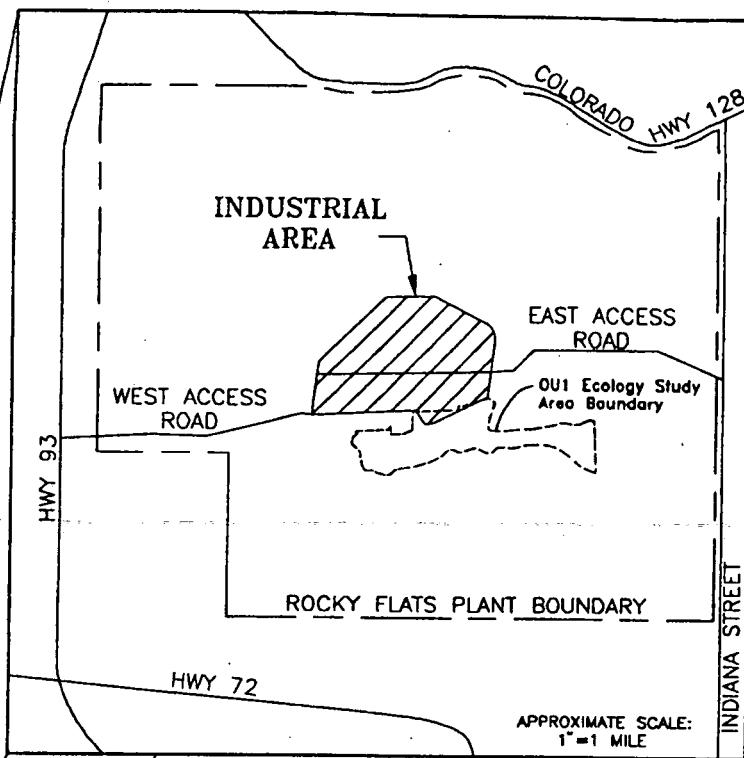 COLORADO
HWY 128
INDUSTRIAL
AREA
EAST ACCESS
ROAD
OU1 Ecology Study
Area Boundary
WEST ACCESS
ROAD
HWY 93
ROCKY FLATS PLANT BOUNDARY
INDIANA STREET
HWY 72
APPROXIMATE SCALE:
1"=1 MILE